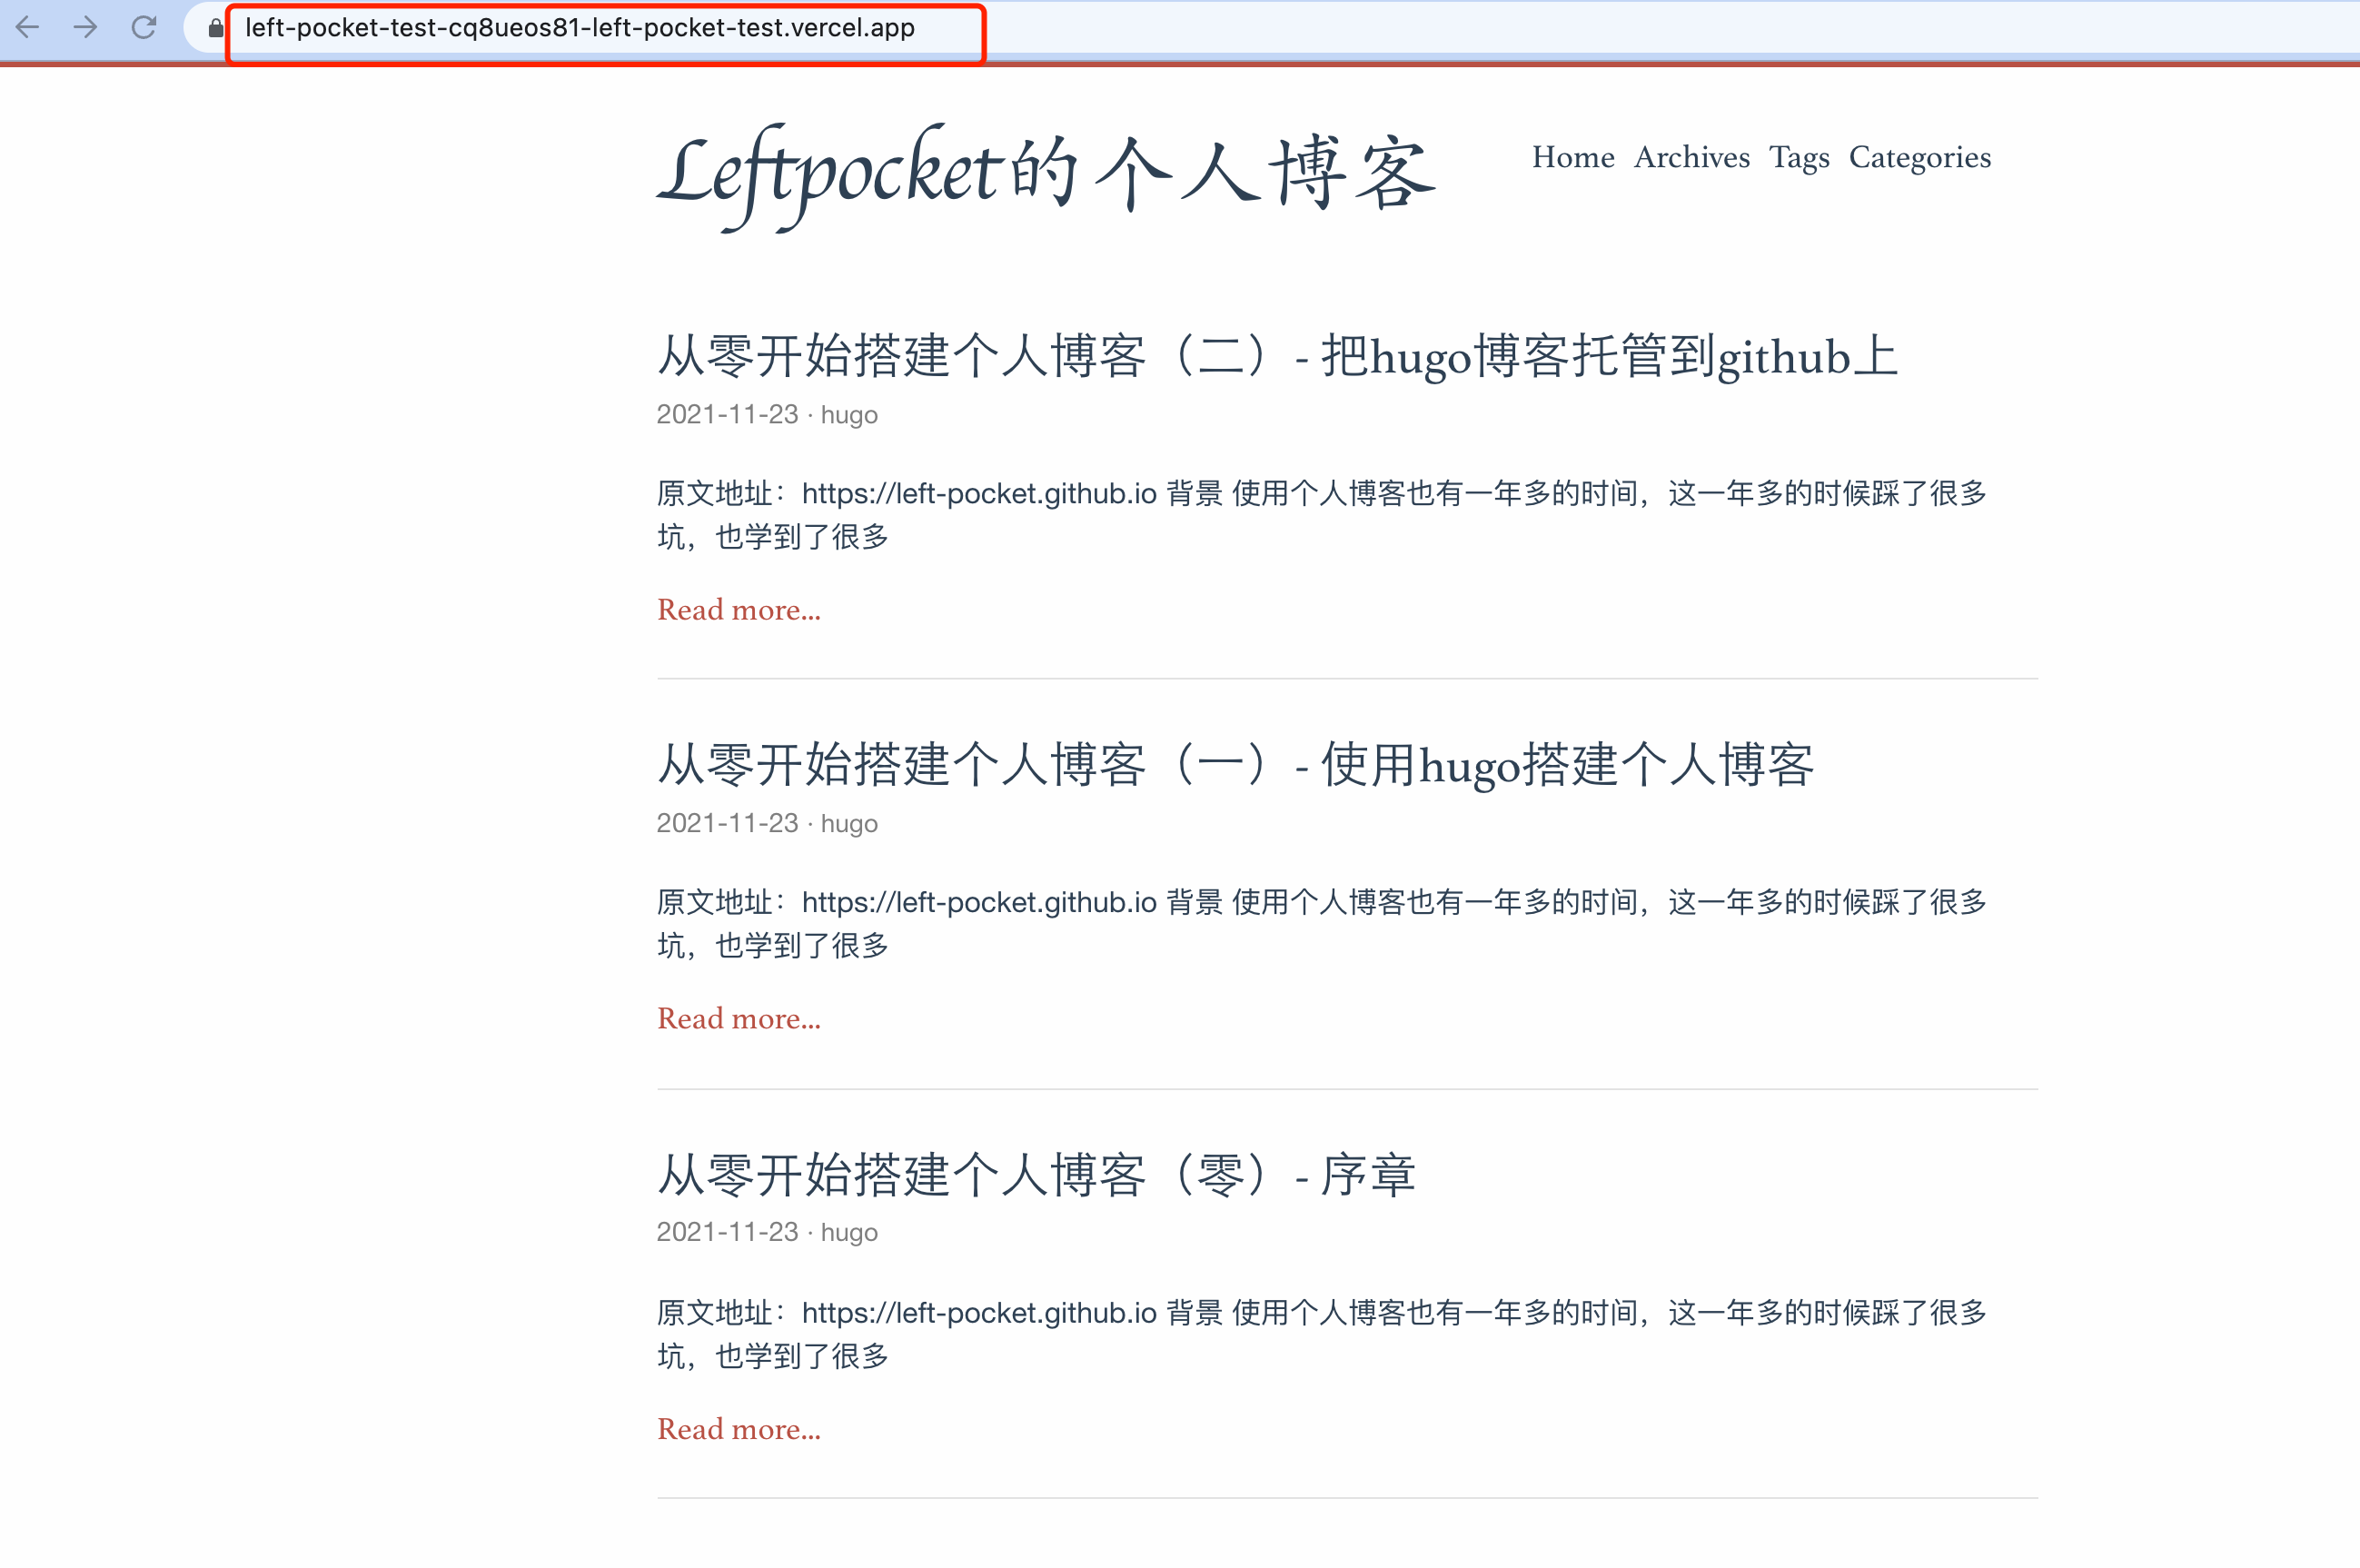 left-pocket-test-cq8ueos81-left-pocket-test.vercel.app
Leftpocket的个人博客
Home Archives Tags Categories
从零开始搭建个人博客（二）- 把hugo博客托管到github上
2021-11-23 · hugo
原文地址：https://left-pocket.github.io 背景 使用个人博客也有一年多的时间，这一年多的时候踩了很多
坑，也学到了很多
Read more...
从零开始搭建个人博客（一）- 使用hugo搭建个人博客
2021-11-23 · hugo
原文地址：https://left-pocket.github.io 背景 使用个人博客也有一年多的时间，这一年多的时候踩了很多
坑，也学到了很多
Read more...
从零开始搭建个人博客（零）- 序章
2021-11-23 · hugo
原文地址：https://left-pocket.github.io 背景 使用个人博客也有一年多的时间，这一年多的时候踩了很多
坑，也学到了很多
Read more...